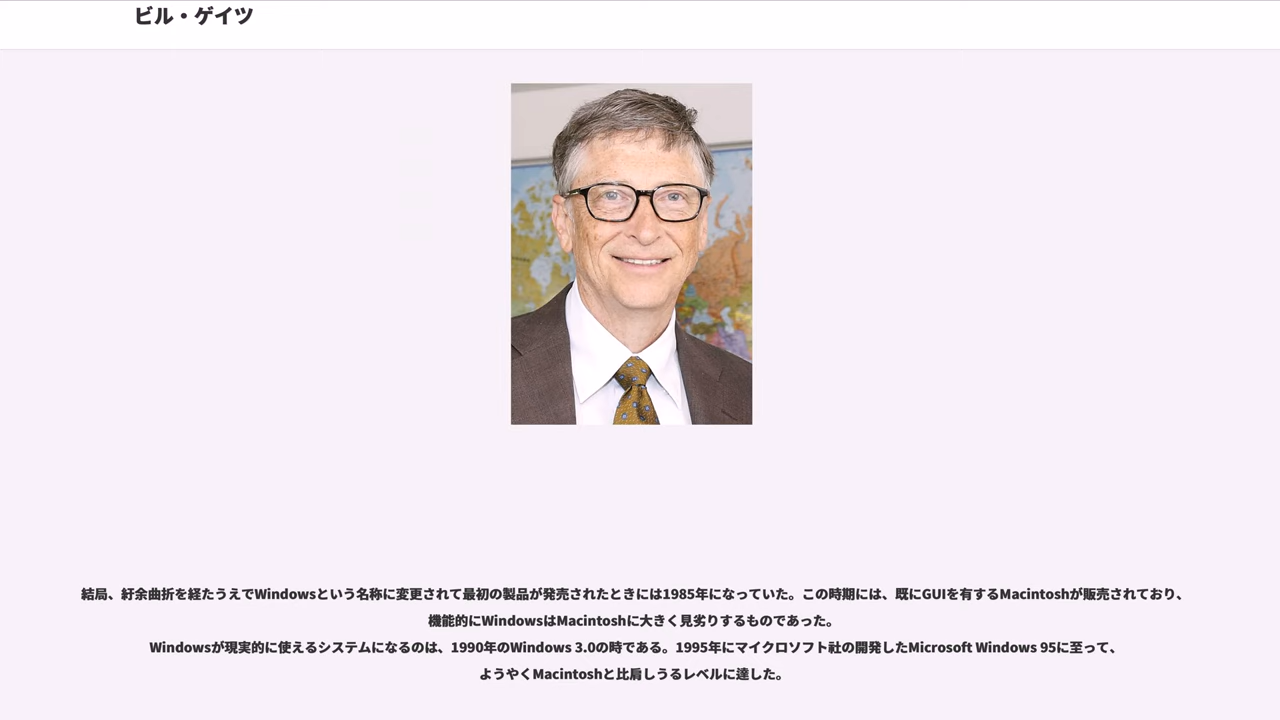 ビル・ゲイツ
結局、紆余曲折を経たうえでWindowsという名称に変更されて最初の製品が発売されたときには1985年になっていた。この時期には、既にGUIを有するMacintoshが販売されており、
機能的にWindowsはMacintoshに大きく見劣りするものであった。
Windowsが現実的に使えるシステムになるのは、1990年のWindows 3.0の時である。1995年にマイクロソフト社の開発したMicrosoft Windows 95に至って、
ようやくMacintoshと比肩しうるレベルに達した。